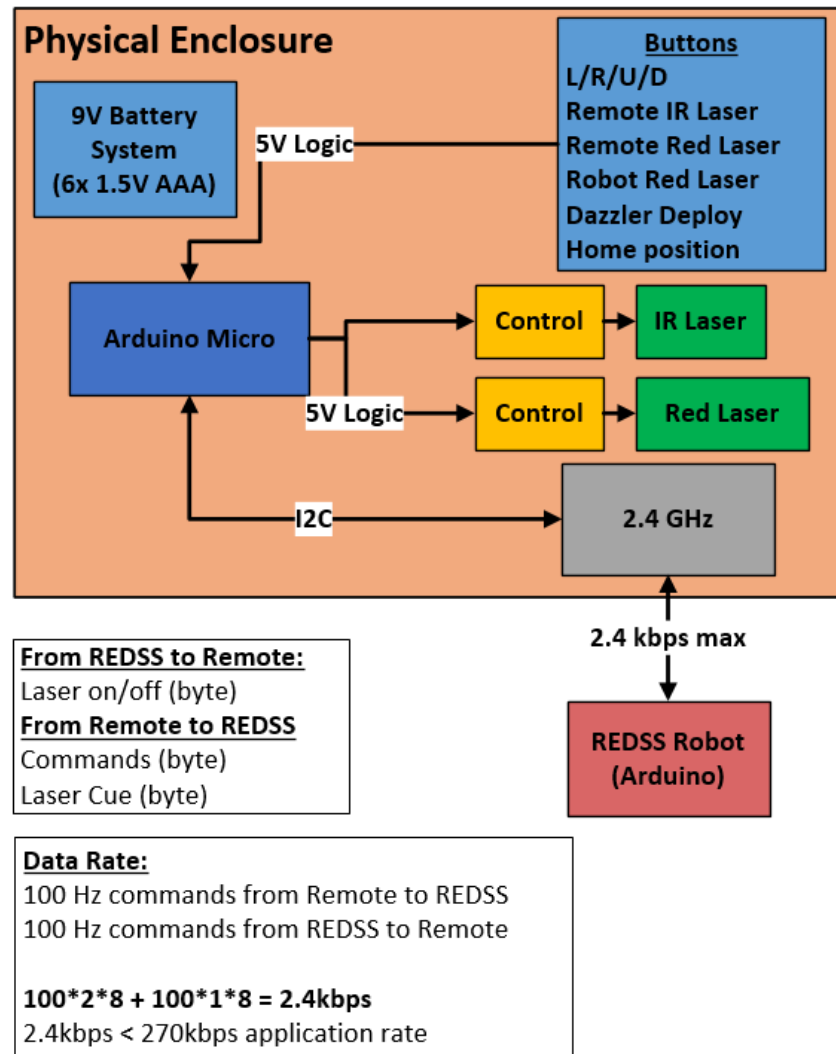 Physical Enclosure
9V Battery
System
(6x 1.5V AAA)
5V Logic
Buttons
L/R/U/D
Remote IR Laser
Remote Red Laser
Robot Red Laser
Dazzler Deploy
Home position
Arduino Micro
Control
IR Laser
5V Logic
Control
Red Laser
I2C
2.4 GHz
2.4 kbps max
REDSS Robot
(Arduino)
From REDSS to Remote:
Laser on/off (byte)
From Remote to REDSS
Commands (byte)
Laser Cue (byte)
Data Rate:
100 Hz commands from Remote to REDSS
100 Hz commands from REDSS to Remote
100*2*8 + 100*1*8 = 2.4kbps
2.4kbps < 270kbps application rate